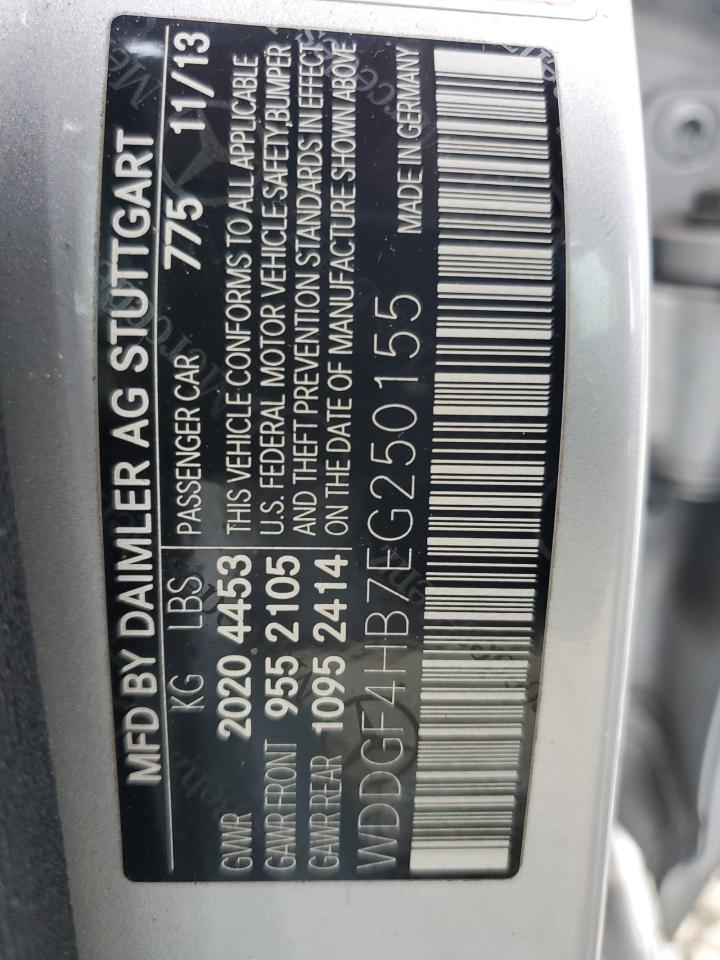 MFD BY DAIMLER AG STUTTGART
KG LBS PASSENGER CAR 775 11/13
GVWR 2020 4453 THIS VEHICLE CONFORMS TO ALL APPLICABLE
GAWR FRONT 955 2105 U.S. FEDERAL MOTOR VEHICLE SAFETY,BUMPER
GAWR REAR 1095 2414 AND THEFT PREVENTION STANDARDS IN EFFECT
ON THE DATE OF MANUFACTURE SHOWN ABOVE
WDDGF4HB7EG250155 MADE IN GERMANY